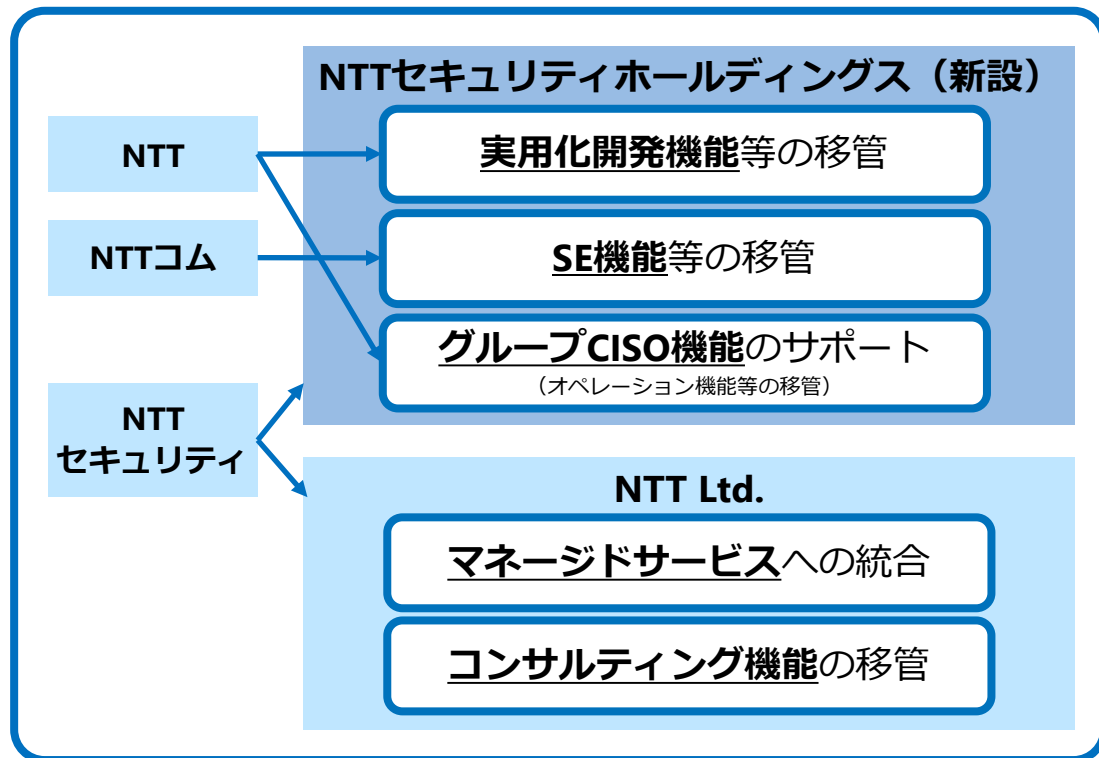 NTTセキュリティホールディングス（新設）
NTT
実用化開発機能等の移管
NTTコム
SE機能等の移管
グループCISO機能のサポート
（オペレーション機能等の移管）
NTT
セキュリティ
NTT Ltd.
マネージドサービスへの統合
コンサルティング機能の移管